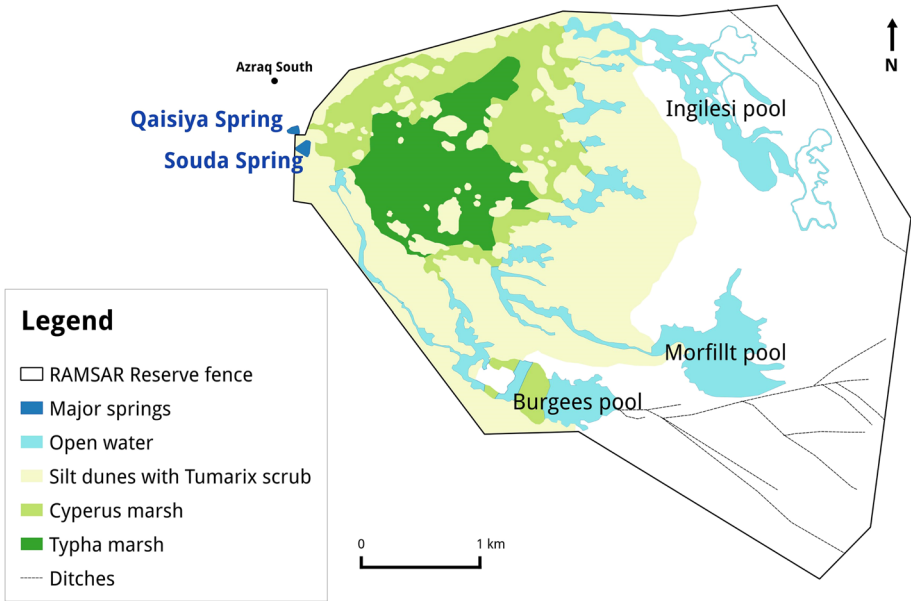 N
Azraq South
Qaisiya Spring
Souda Spring
Ingilesi pool
Morfillt pool
Burgees pool
Legend
RAMSAR Reserve fence
Major springs
Open water
Silt dunes with Tumarix scrub
Cyperus marsh
Typha marsh
Ditches
0 1 km